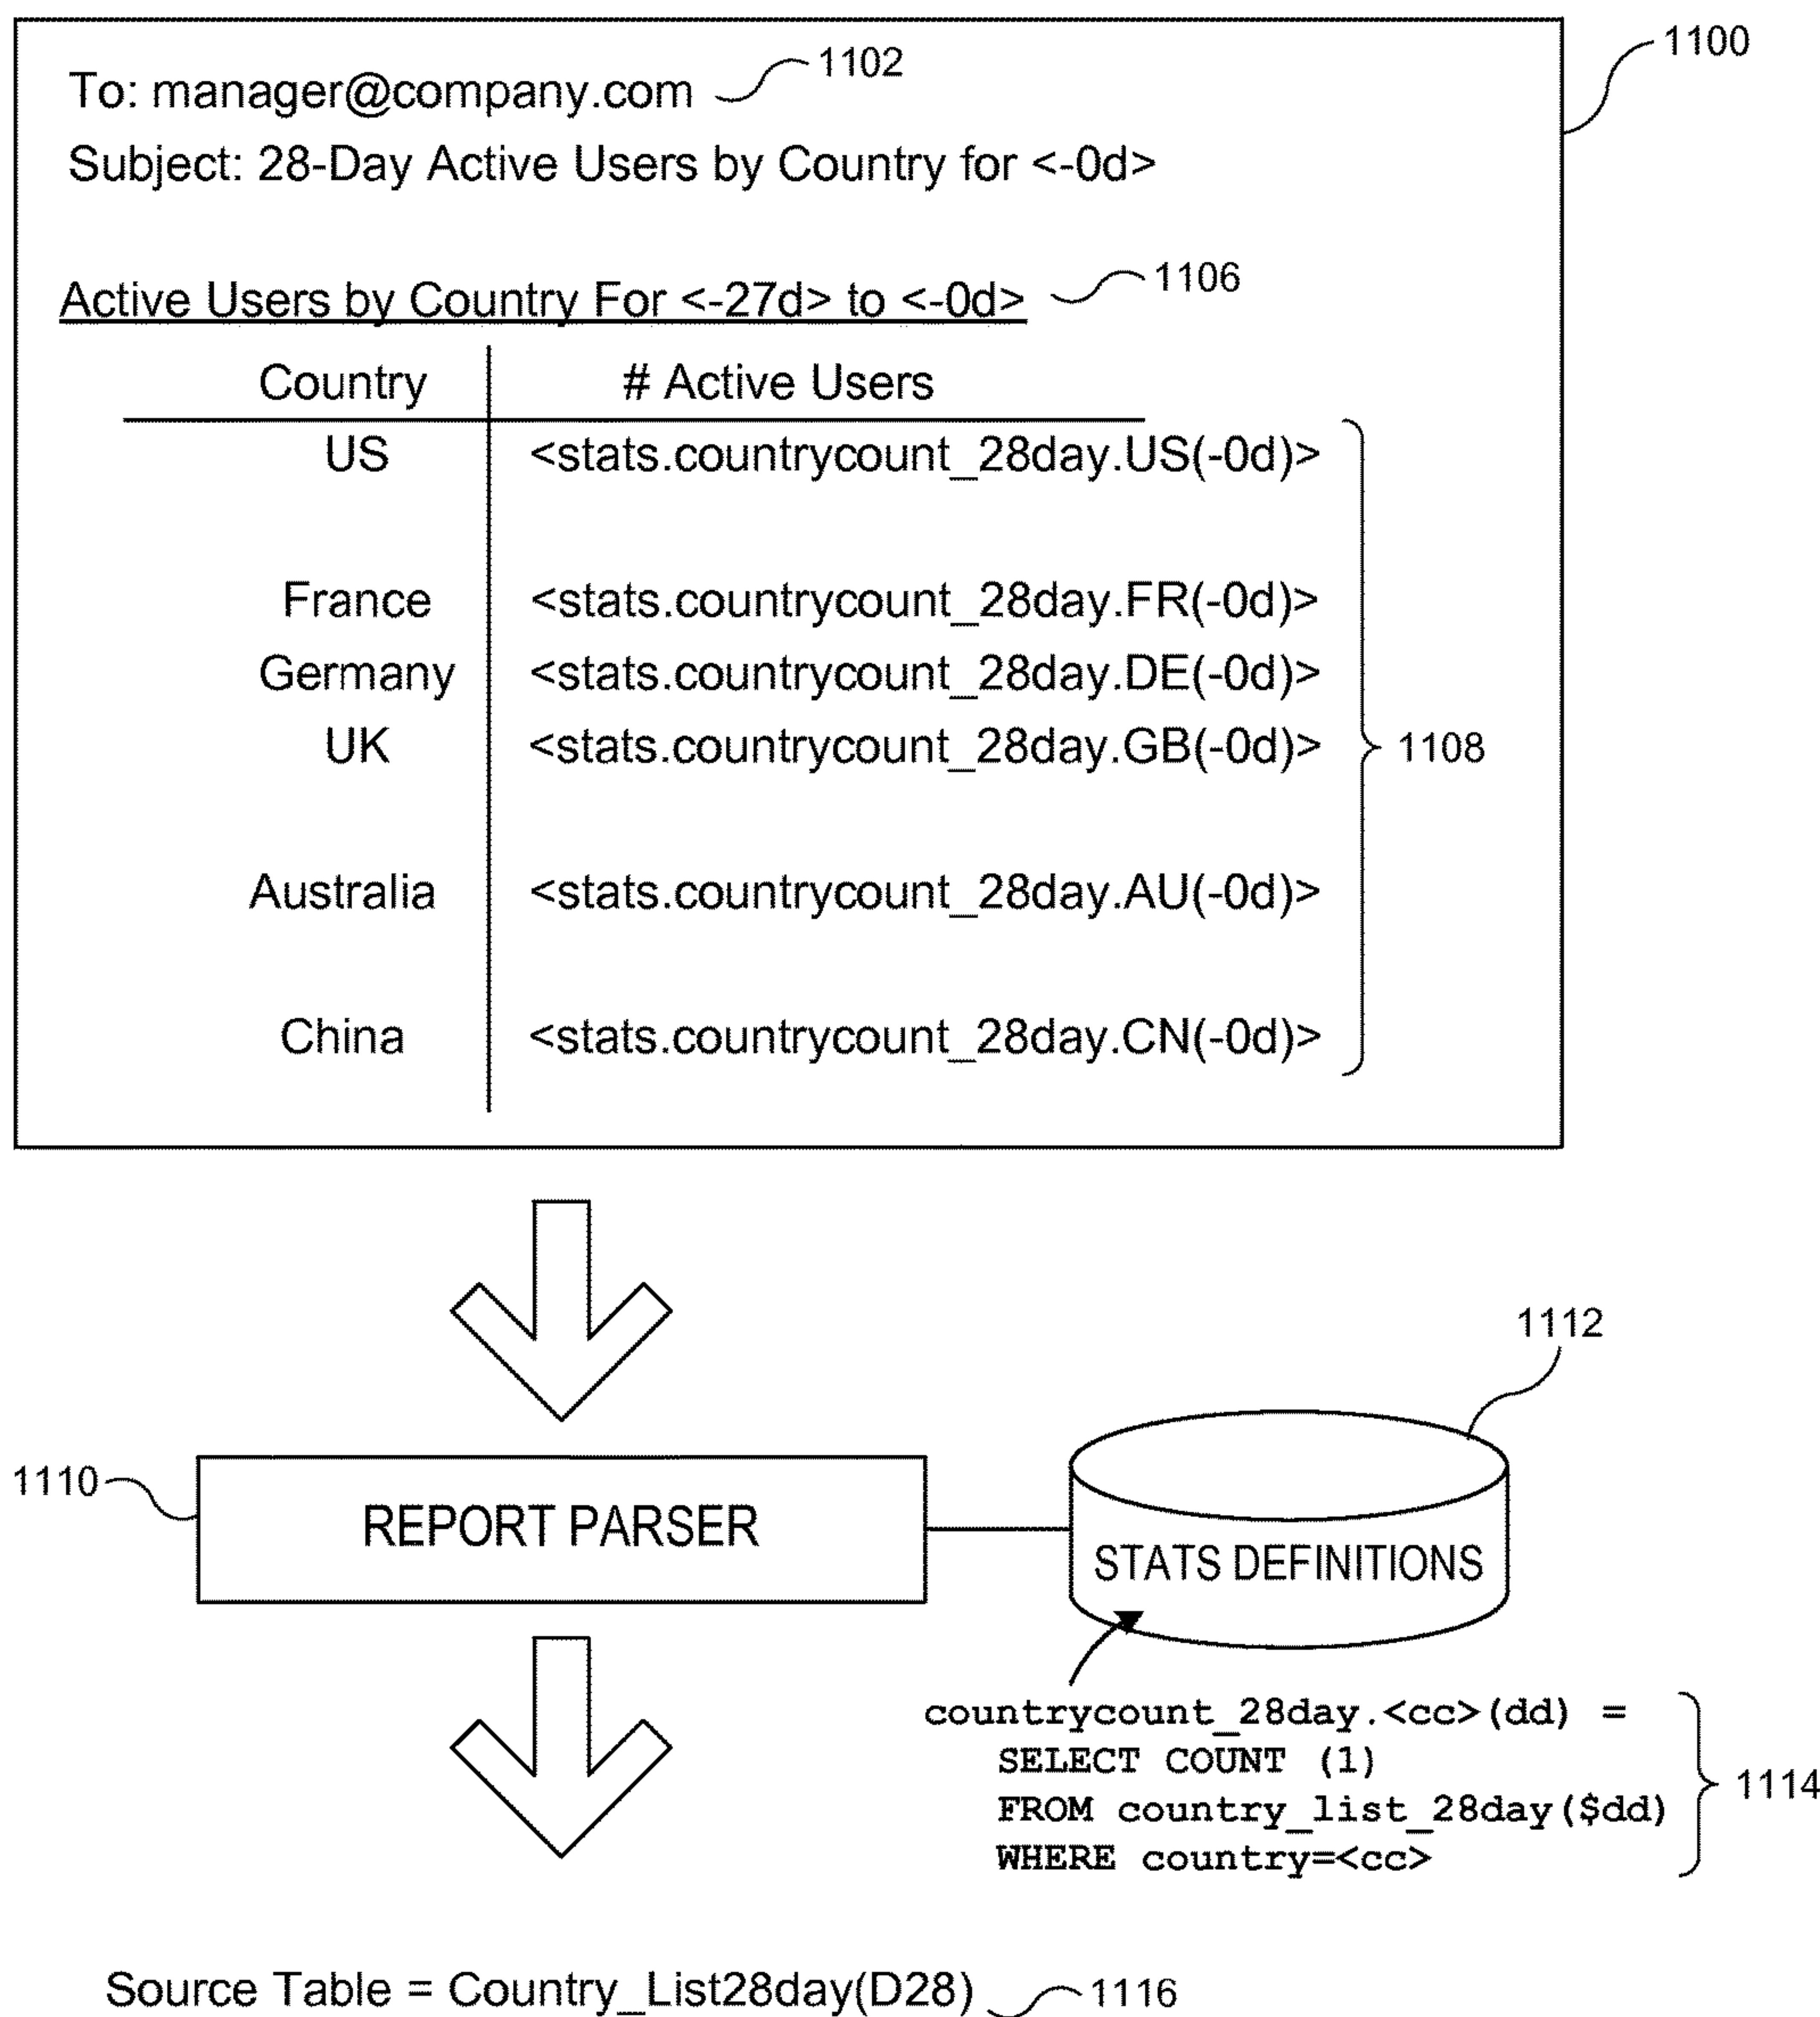 1100
To: manager@company.com 1102
Subject: 28-Day Active Users by Country for <-0d>
Active Users by Country For <-27d> to <-0d> 1106
Country # Active Users
US <stats.countrycount_28day.US(-0d)>
France <stats.countrycount_28day.FR(-0d)>
Germany <stats.countrycount_28day.DE(-0d)>
UK <stats.countrycount_28day.GB(-0d)> 1108
Australia <stats.countrycount_28day.AU(-0d)>
China <stats.countrycount_28day.CN(-0d)>
1112
1110 REPORT PARSER
STATS DEFINITIONS
countrycount_28day.<cc>(dd) =
SELECT COUNT (1)
1114
FROM country_list_28day($dd)
WHERE country=<cc>
Source Table = Country_List28day(D28) 1116